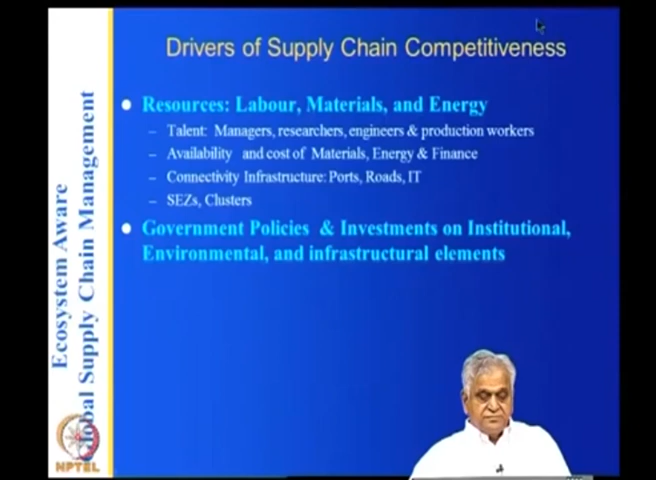 Drivers of Supply Chain Competitiveness
Resources: Labour, Materials, and Energy
– Talent: Managers, researchers, engineers & production workers
– Availability and cost of Materials, Energy & Finance
– Connectivity Infrastructure: Ports, Roads, IT
– SEZs, Clusters
Government Policies & Investments on Institutional,
Environmental, and infrastructural elements
Ecosystem Aware
Global Supply Chain Management
NPTEL